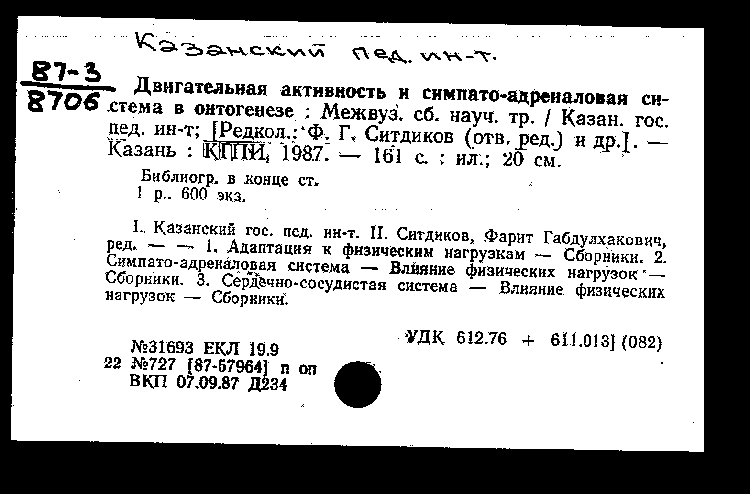 Казанский пед. ин-т.
87-3
8706
Двигательная активность и симпато-адреналовая си-
стема в онтогенезе : Межвуз. сб. науч. тр. / Казан. гос.
пед. ин-т; [Редкол.: Ф. Г. Ситдиков (отв. ред.) и др.]. —
Казань : КГПИ, 1987. — 161 с. : ил.; 20 см.
Библиогр. в конце ст.
1 р., 600 экз.
I. Казанский гос. пед. ин-т. II. Ситдиков, Фарит Габдулхакович,
ред. — — 1. Адаптация к физическим нагрузкам — Сборники. 2.
Симпато-адреналовая система — Влияние физических нагрузок —
Сборники. 3. Сердечно-сосудистая система — Влияние физических
нагрузок — Сборники.
УДК 612.76 + 611.013] (082)
№31693 ЕКЛ 19.9
22 №727 [87-57964] п оп
ВКП 07.09.87 Д234